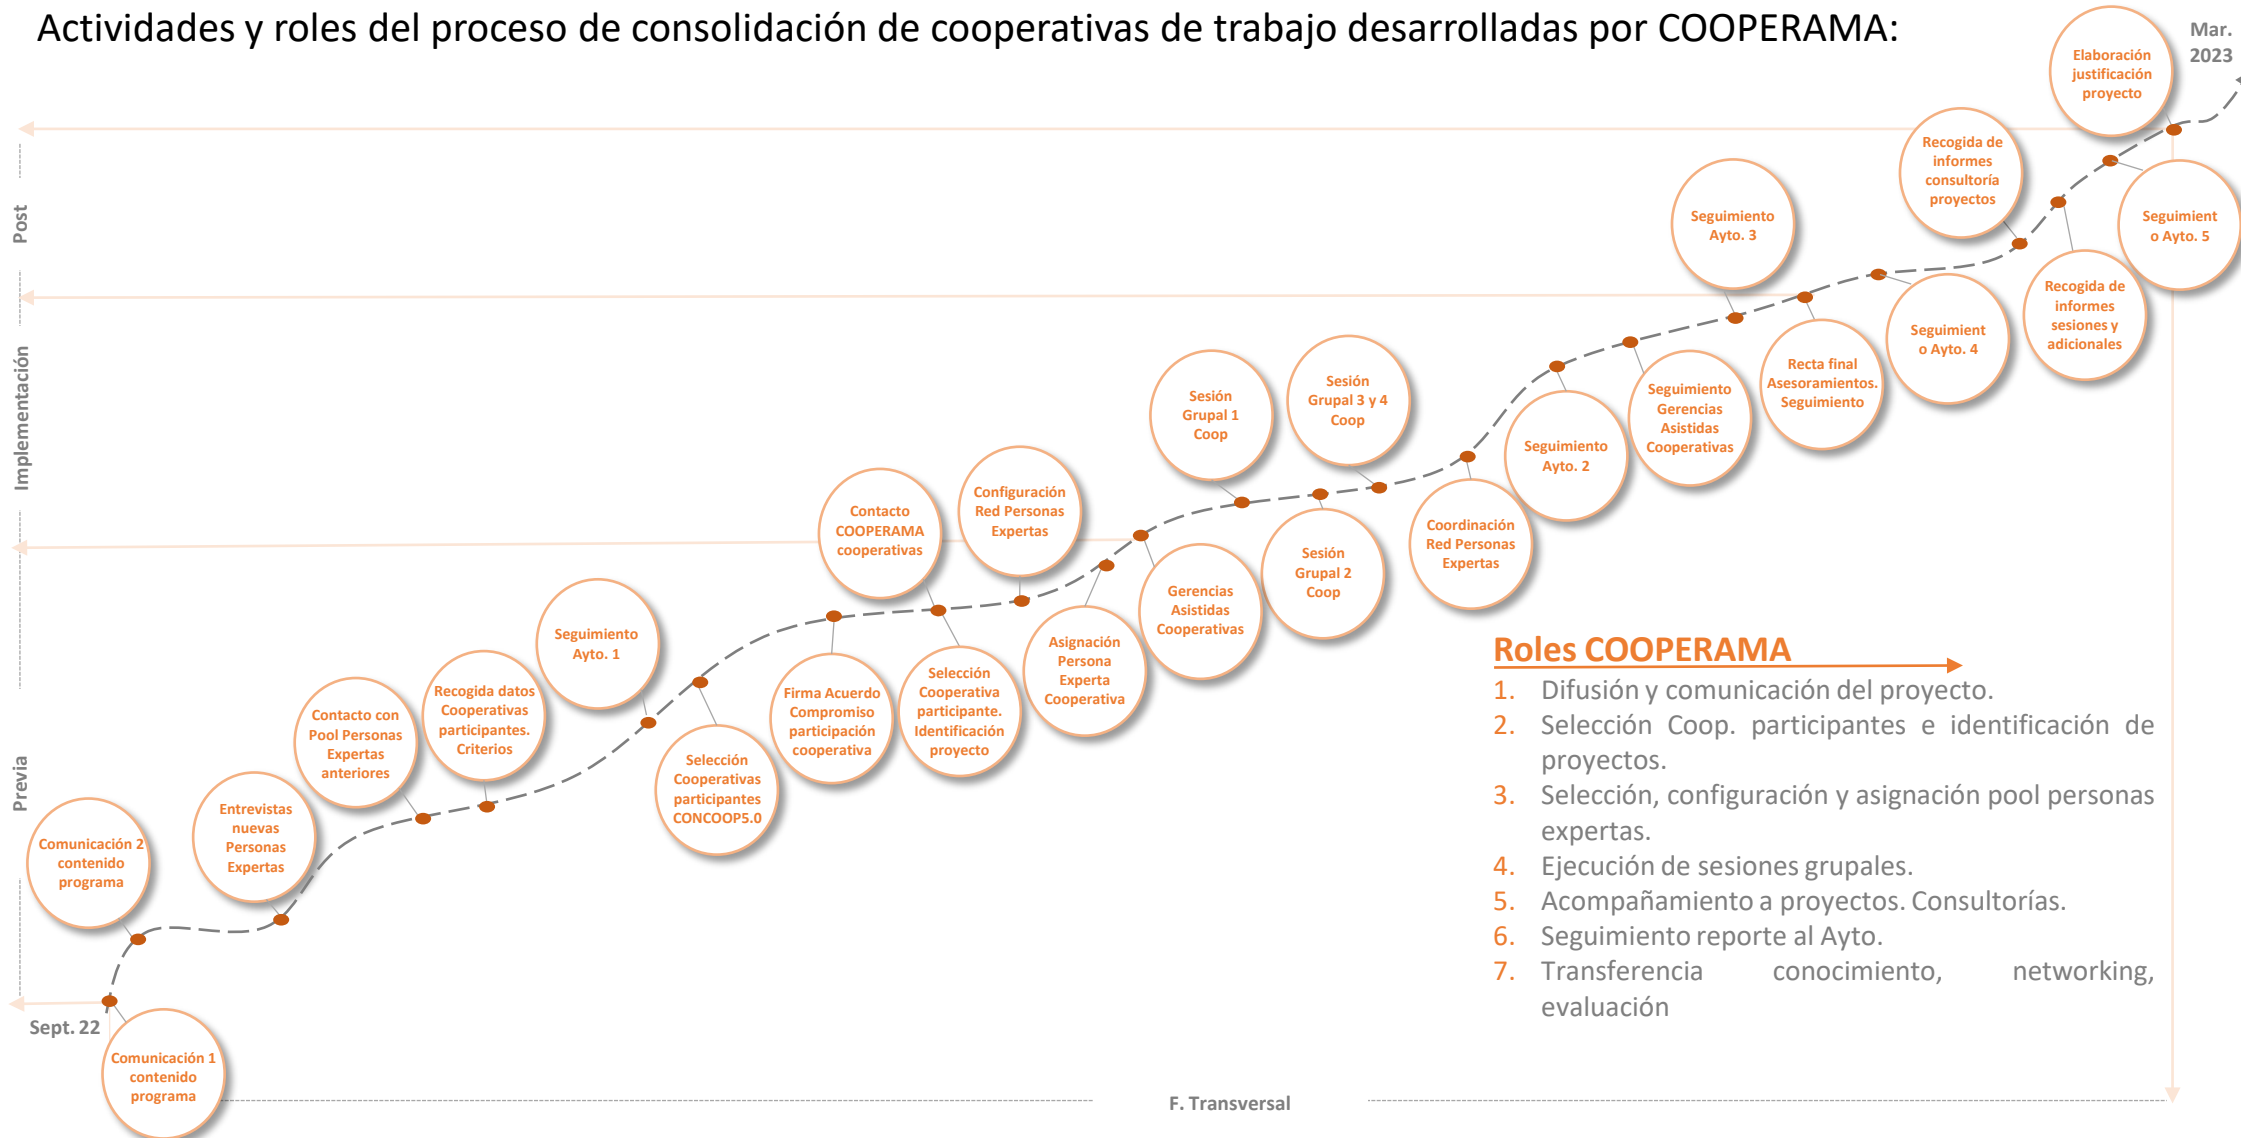 Actividades y roles del proceso de consolidación de cooperativas de trabajo desarrolladas por COOPERAMA:
Mar.
2023
Elaboración
justificación
proyecto
Recogida de
informes
consultoría
proyectos
Seguimient
o Ayto. 5
Seguimiento
Ayto. 3
Recogida de
informes
sesiones y
adicionales
Seguimient
o Ayto. 4
Recta final
Asesoramientos.
Seguimiento
Seguimiento
Gerencias
Asistidas
Cooperativas
Seguimiento
Ayto. 2
Coordinación
Red Personas
Expertas
Sesión
Grupal 3 y 4
Coop
Sesión
Grupal 2
Coop
Sesión
Grupal 1
Coop
Gerencias
Asistidas
Cooperativas
Asignación
Persona
Experta
Cooperativa
Configuración
Red Personas
Expertas
Contacto
COOPERAMA
cooperativas
Selección
Cooperativa
participante.
Identificación
proyecto
Firma Acuerdo
Compromiso
participación
cooperativa
Selección
Cooperativas
participantes
CONCOOP5.0
Seguimiento
Ayto. 1
Recogida datos
Cooperativas
participantes.
Criterios
Contacto con
Pool Personas
Expertas
anteriores
Entrevistas
nuevas
Personas
Expertas
Comunicación 2
contenido
programa
Comunicación 1
contenido
programa
Sept. 22
Post
Implementación
Previa
F. Transversal
Roles COOPERAMA
1. Difusión y comunicación del proyecto.
2. Selección Coop. participantes e identificación de
proyectos.
3. Selección, configuración y asignación pool personas
expertas.
4. Ejecución de sesiones grupales.
5. Acompañamiento a proyectos. Consultorías.
6. Seguimiento reporte al Ayto.
7. Transferencia conocimiento, networking,
evaluación